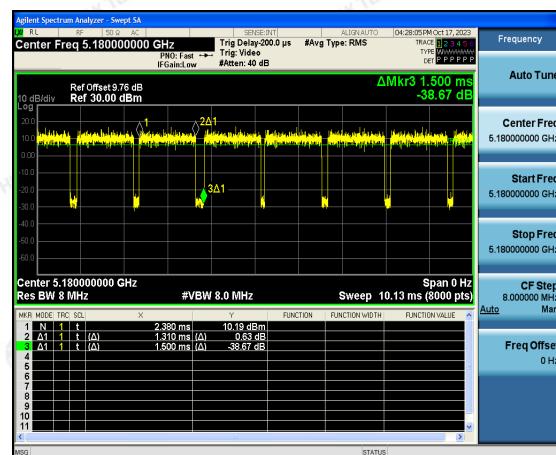 Agilent Spectrum Analyzer - Swept SA
RL RF 50 Ω AC SENSE:INT ALIGN AUTO 04:28:05 PM Oct 17, 2023
Center Freq 5.180000000 GHz
PNO: Fast
IFGain:Low
Trig Delay-200.0 µs
Trig: Video
#Atten: 40 dB
#Avg Type: RMS
TRACE 1 2 3 4 5 6
TYPE
DET P P P P P P
Ref Offset 9.76 dB
10 dB/div Ref 30.00 dBm
Log
ΔMkr3 1.500 ms
-38.67 dB
20.0
10.0
0.00
-10.0
-20.0
-30.0
-40.0
-50.0
-60.0
1
2Δ1
3Δ1
Center 5.180000000 GHz Span 0 Hz
Res BW 8 MHz #VBW 8.0 MHz Sweep 10.13 ms (8000 pts)
MKR MODE TRC SCL X Y FUNCTION FUNCTION WIDTH FUNCTION VALUE
1 N 1 t 2.380 ms 10.19 dBm
2 Δ1 1 t (Δ) 1.310 ms (Δ) 0.63 dB
3 Δ1 1 t (Δ) 1.500 ms (Δ) -38.67 dB
4
5
6
7
8
9
10
11
MSG STATUS
Frequency
Auto Tune
Center Freq
5.180000000 GHz
Start Freq
5.180000000 GHz
Stop Freq
5.180000000 GHz
CF Step
8.000000 MHz
Auto Man
Freq Offset
0 Hz